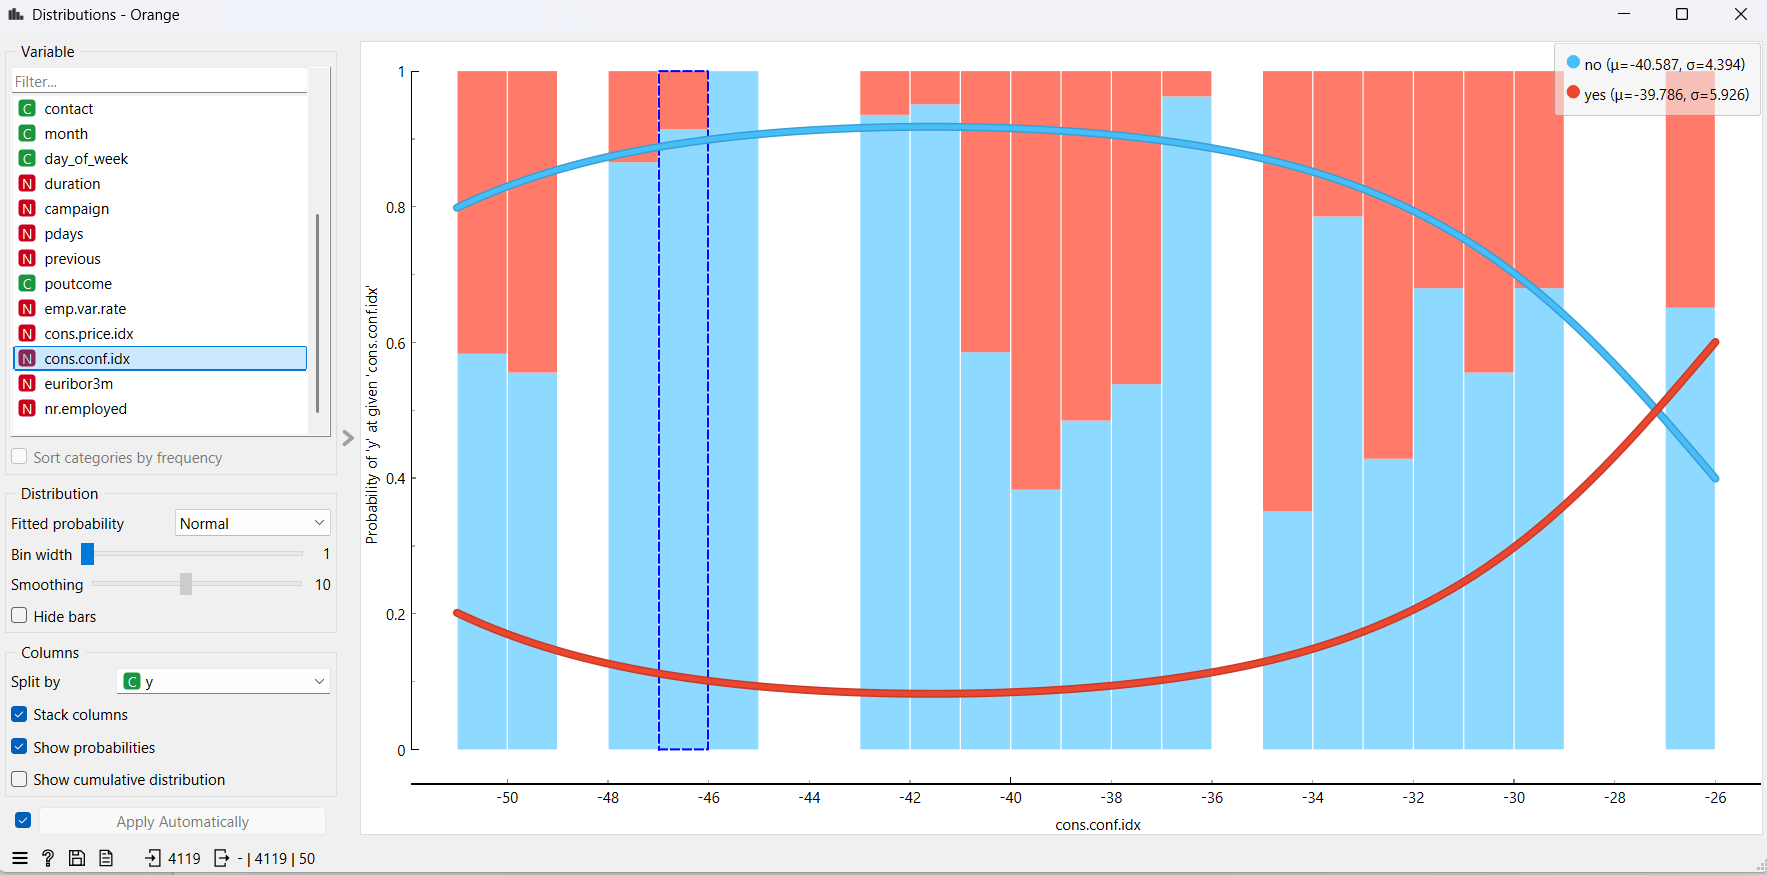 Distributions - Orange
Variable
Filter...
C contact
C month
C day_of_week
N duration
N campaign
N pdays
N previous
C poutcome
N emp.var.rate
N cons.price.idx
N cons.conf.idx
N euribor3m
N nr.employed
Sort categories by frequency
Distribution
Fitted probability Normal
Bin width 1
Smoothing 10
Hide bars
Columns
Split by C y
Stack columns
Show probabilities
Show cumulative distribution
Apply Automatically
? 4119 - | 4119 | 50
no (μ=-40.587, σ=4.394)
yes (μ=-39.786, σ=5.926)
Probability of 'y' at given 'cons.conf.idx'
1
0.8
0.6
0.4
0.2
0
-50 -48 -46 -44 -42 -40 -38 -36 -34 -32 -30 -28 -26
cons.conf.idx